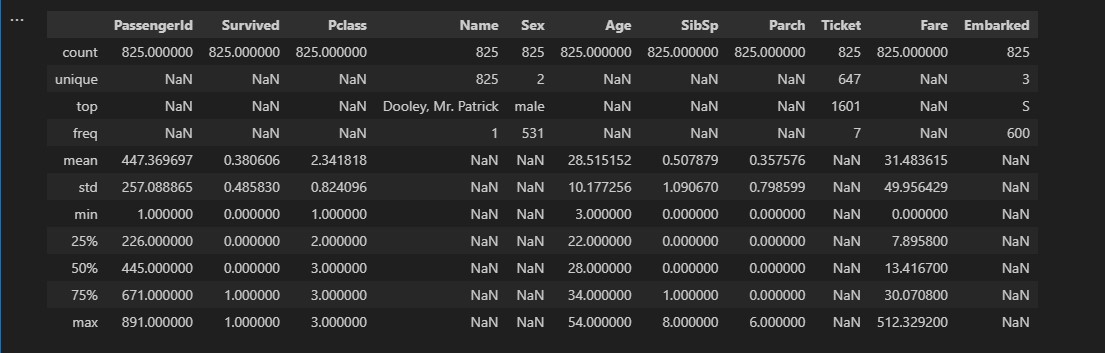 ...
PassengerId Survived Pclass Name Sex Age SibSp Parch Ticket Fare Embarked
count 825.000000 825.000000 825.000000 825 825 825.000000 825.000000 825.000000 825 825.000000 825
unique NaN NaN NaN 825 2 NaN NaN NaN 647 NaN 3
top NaN NaN NaN Dooley, Mr. Patrick male NaN NaN NaN 1601 NaN S
freq NaN NaN NaN 1 531 NaN NaN NaN 7 NaN 600
mean 447.369697 0.380606 2.341818 NaN NaN 28.515152 0.507879 0.357576 NaN 31.483615 NaN
std 257.088865 0.485830 0.824096 NaN NaN 10.177256 1.090670 0.798599 NaN 49.956429 NaN
min 1.000000 0.000000 1.000000 NaN NaN 3.000000 0.000000 0.000000 NaN 0.000000 NaN
25% 226.000000 0.000000 2.000000 NaN NaN 22.000000 0.000000 0.000000 NaN 7.895800 NaN
50% 445.000000 0.000000 3.000000 NaN NaN 28.000000 0.000000 0.000000 NaN 13.416700 NaN
75% 671.000000 1.000000 3.000000 NaN NaN 34.000000 1.000000 0.000000 NaN 30.070800 NaN
max 891.000000 1.000000 3.000000 NaN NaN 54.000000 8.000000 6.000000 NaN 512.329200 NaN